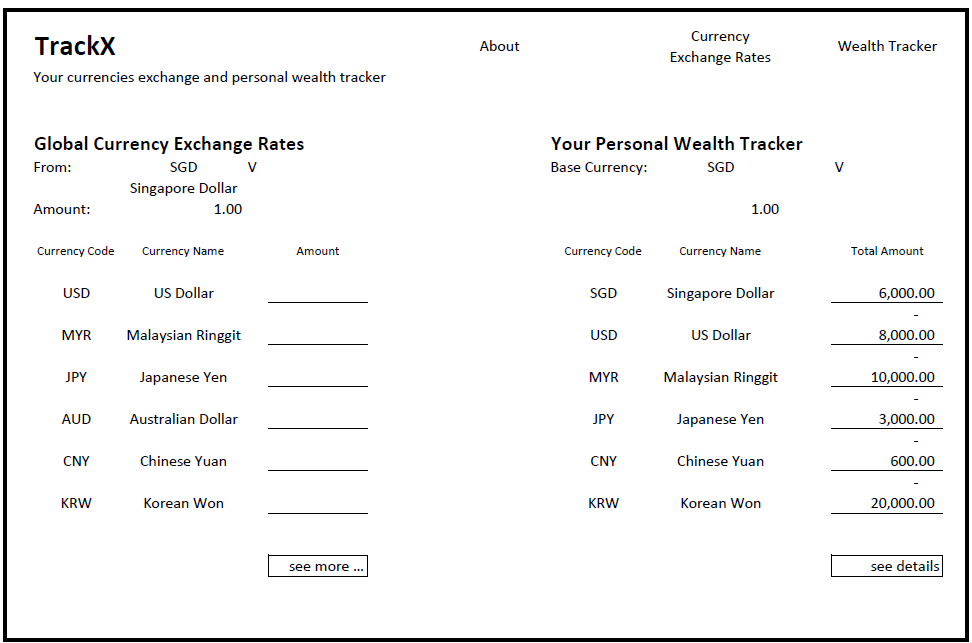 TrackX
About
Currency
Exchange Rates
Wealth Tracker
Your currencies exchange and personal wealth tracker
Global Currency Exchange Rates
From: SGD V
Singapore Dollar
Amount: 1.00
Currency Code Currency Name Amount
USD US Dollar
MYR Malaysian Ringgit
JPY Japanese Yen
AUD Australian Dollar
CNY Chinese Yuan
KRW Korean Won
see more ...
Your Personal Wealth Tracker
Base Currency: SGD V
1.00
Currency Code Currency Name Total Amount
SGD Singapore Dollar 6,000.00
-
USD US Dollar 8,000.00
-
MYR Malaysian Ringgit 10,000.00
-
JPY Japanese Yen 3,000.00
-
CNY Chinese Yuan 600.00
-
KRW Korean Won 20,000.00
see details